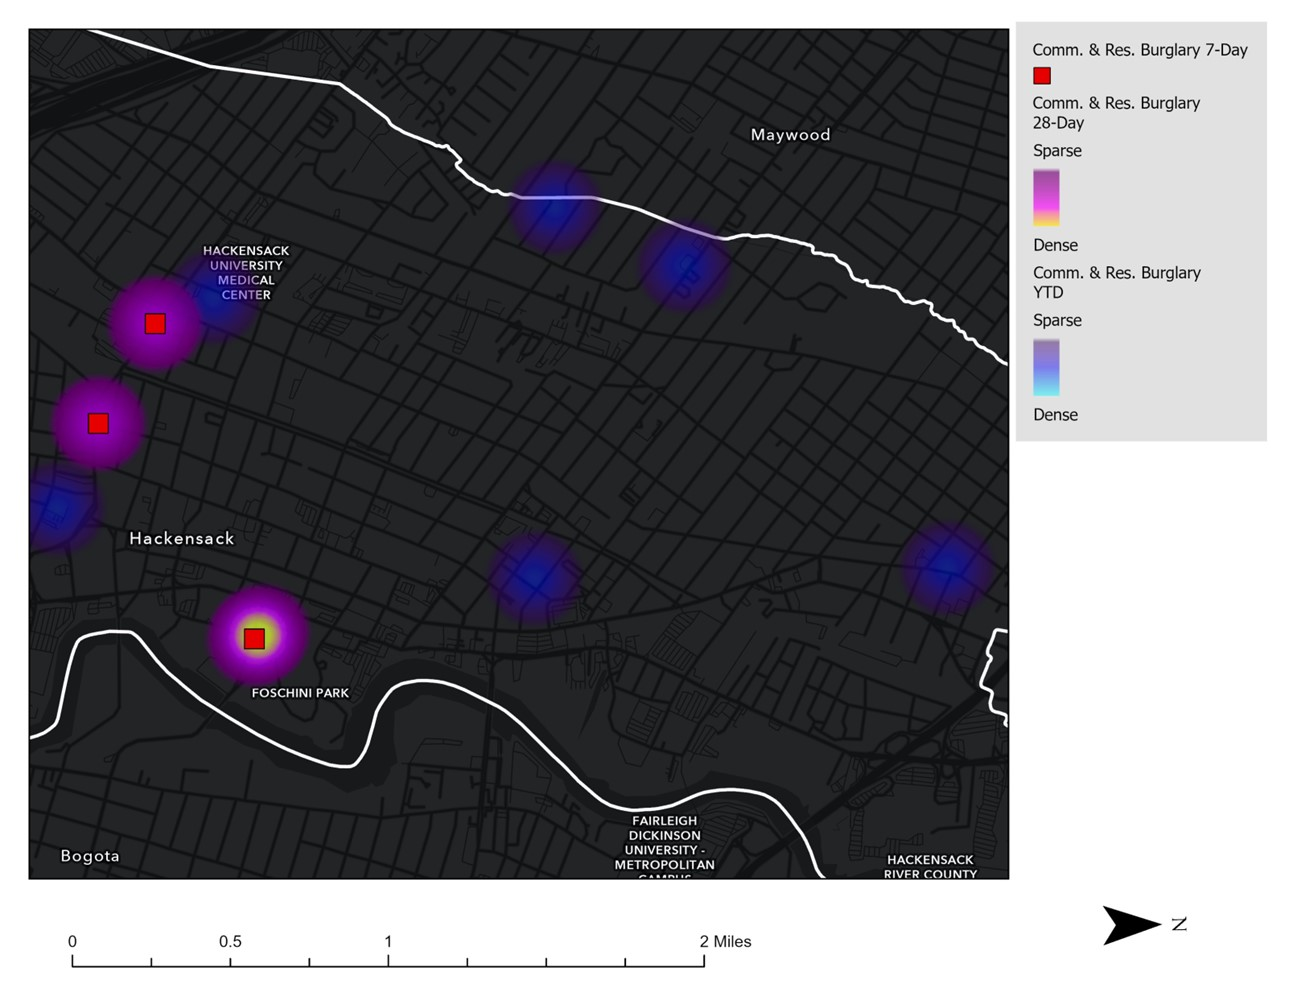 Comm. & Res. Burglary 7-Day
Comm. & Res. Burglary
28-Day
Sparse
Dense
Comm. & Res. Burglary
YTD
Sparse
Dense
Maywood
HACKENSACK
UNIVERSITY
MEDICAL
CENTER
Hackensack
FOSCHINI PARK
Bogota
FAIRLEIGH
DICKINSON
UNIVERSITY -
METROPOLITAN
CAMPUS
HACKENSACK
RIVER COUNTY
0 0.5 1 2 Miles
N